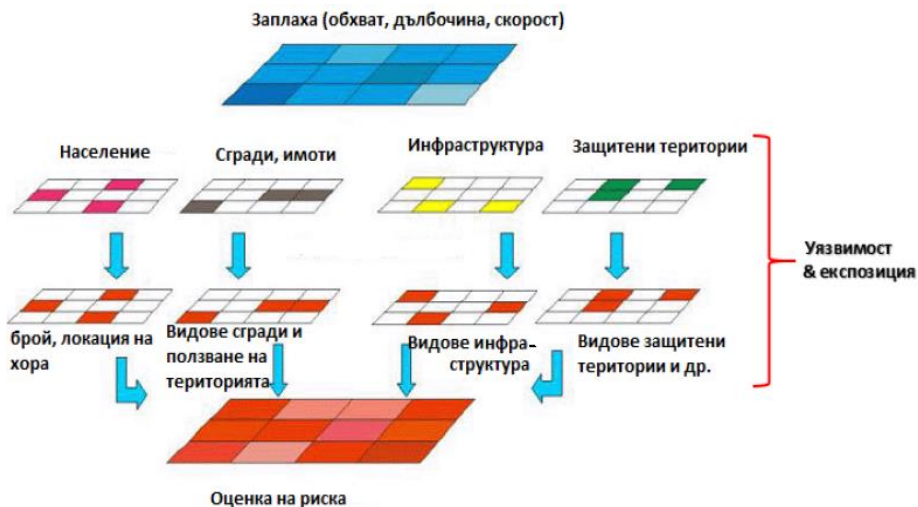 Заплаха (обхват, дълбочина, скорост)
Население
Сгради, имоти
Инфраструктура
Защитени територии
Уязвимост
& експозиция
брой, локация на
хора
Видове сгради и
ползване на
територията
Видове инфра-
структура
Видове защитени
територии и др.
Оценка на риска